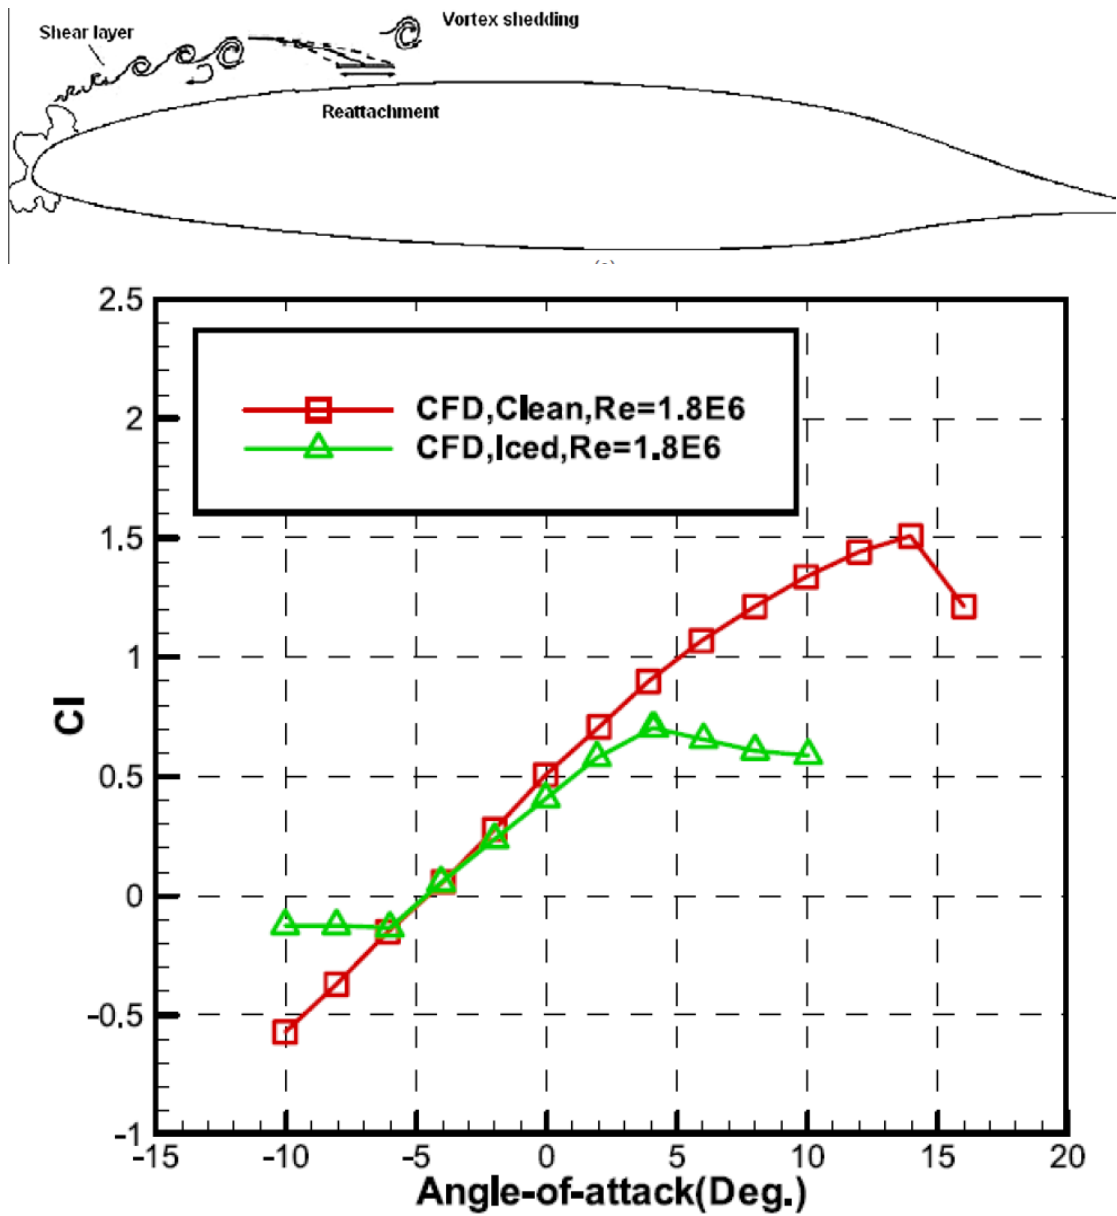 Vortex shedding
Shear layer
Reattachment
2.5
2
1.5
1
0.5
0
-0.5
-1
Cl
CFD,Clean,Re=1.8E6
CFD,Iced,Re=1.8E6
-15 -10 -5 0 5 10 15 20
Angle-of-attack(Deg.)